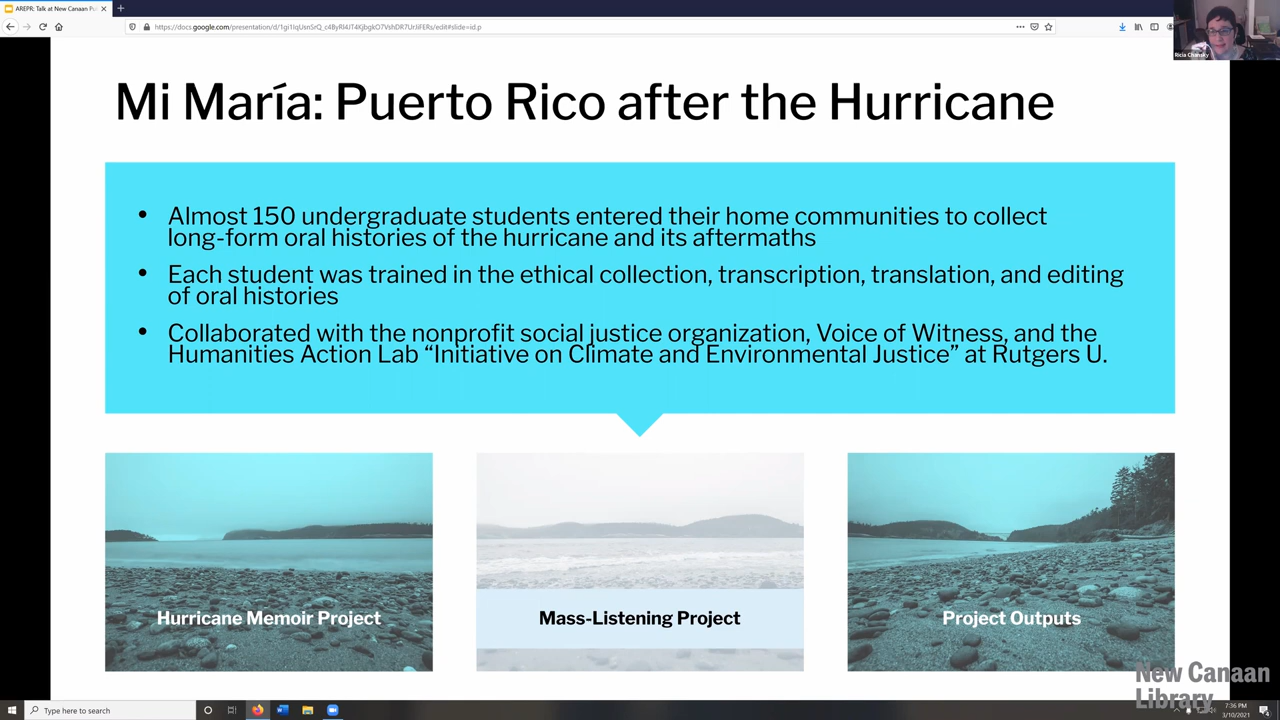 AREPR: Talk at New Canaan Pu
https://docs.google.com/presentation/d/1gi1IqUsnSrQ_c4ByRl4JT4KjbgkO7VshDR7UrJiFERs/edit#slide=id.p
Ricia Chansky
Mi María: Puerto Rico after the Hurricane
• Almost 150 undergraduate students entered their home communities to collect
long-form oral histories of the hurricane and its aftermaths
• Each student was trained in the ethical collection, transcription, translation, and editing
of oral histories
• Collaborated with the nonprofit social justice organization, Voice of Witness, and the
Humanities Action Lab “Initiative on Climate and Environmental Justice” at Rutgers U.
Hurricane Memoir Project
Mass-Listening Project
Project Outputs
New Canaan
Library
Type here to search
7:36 PM
3/10/2021